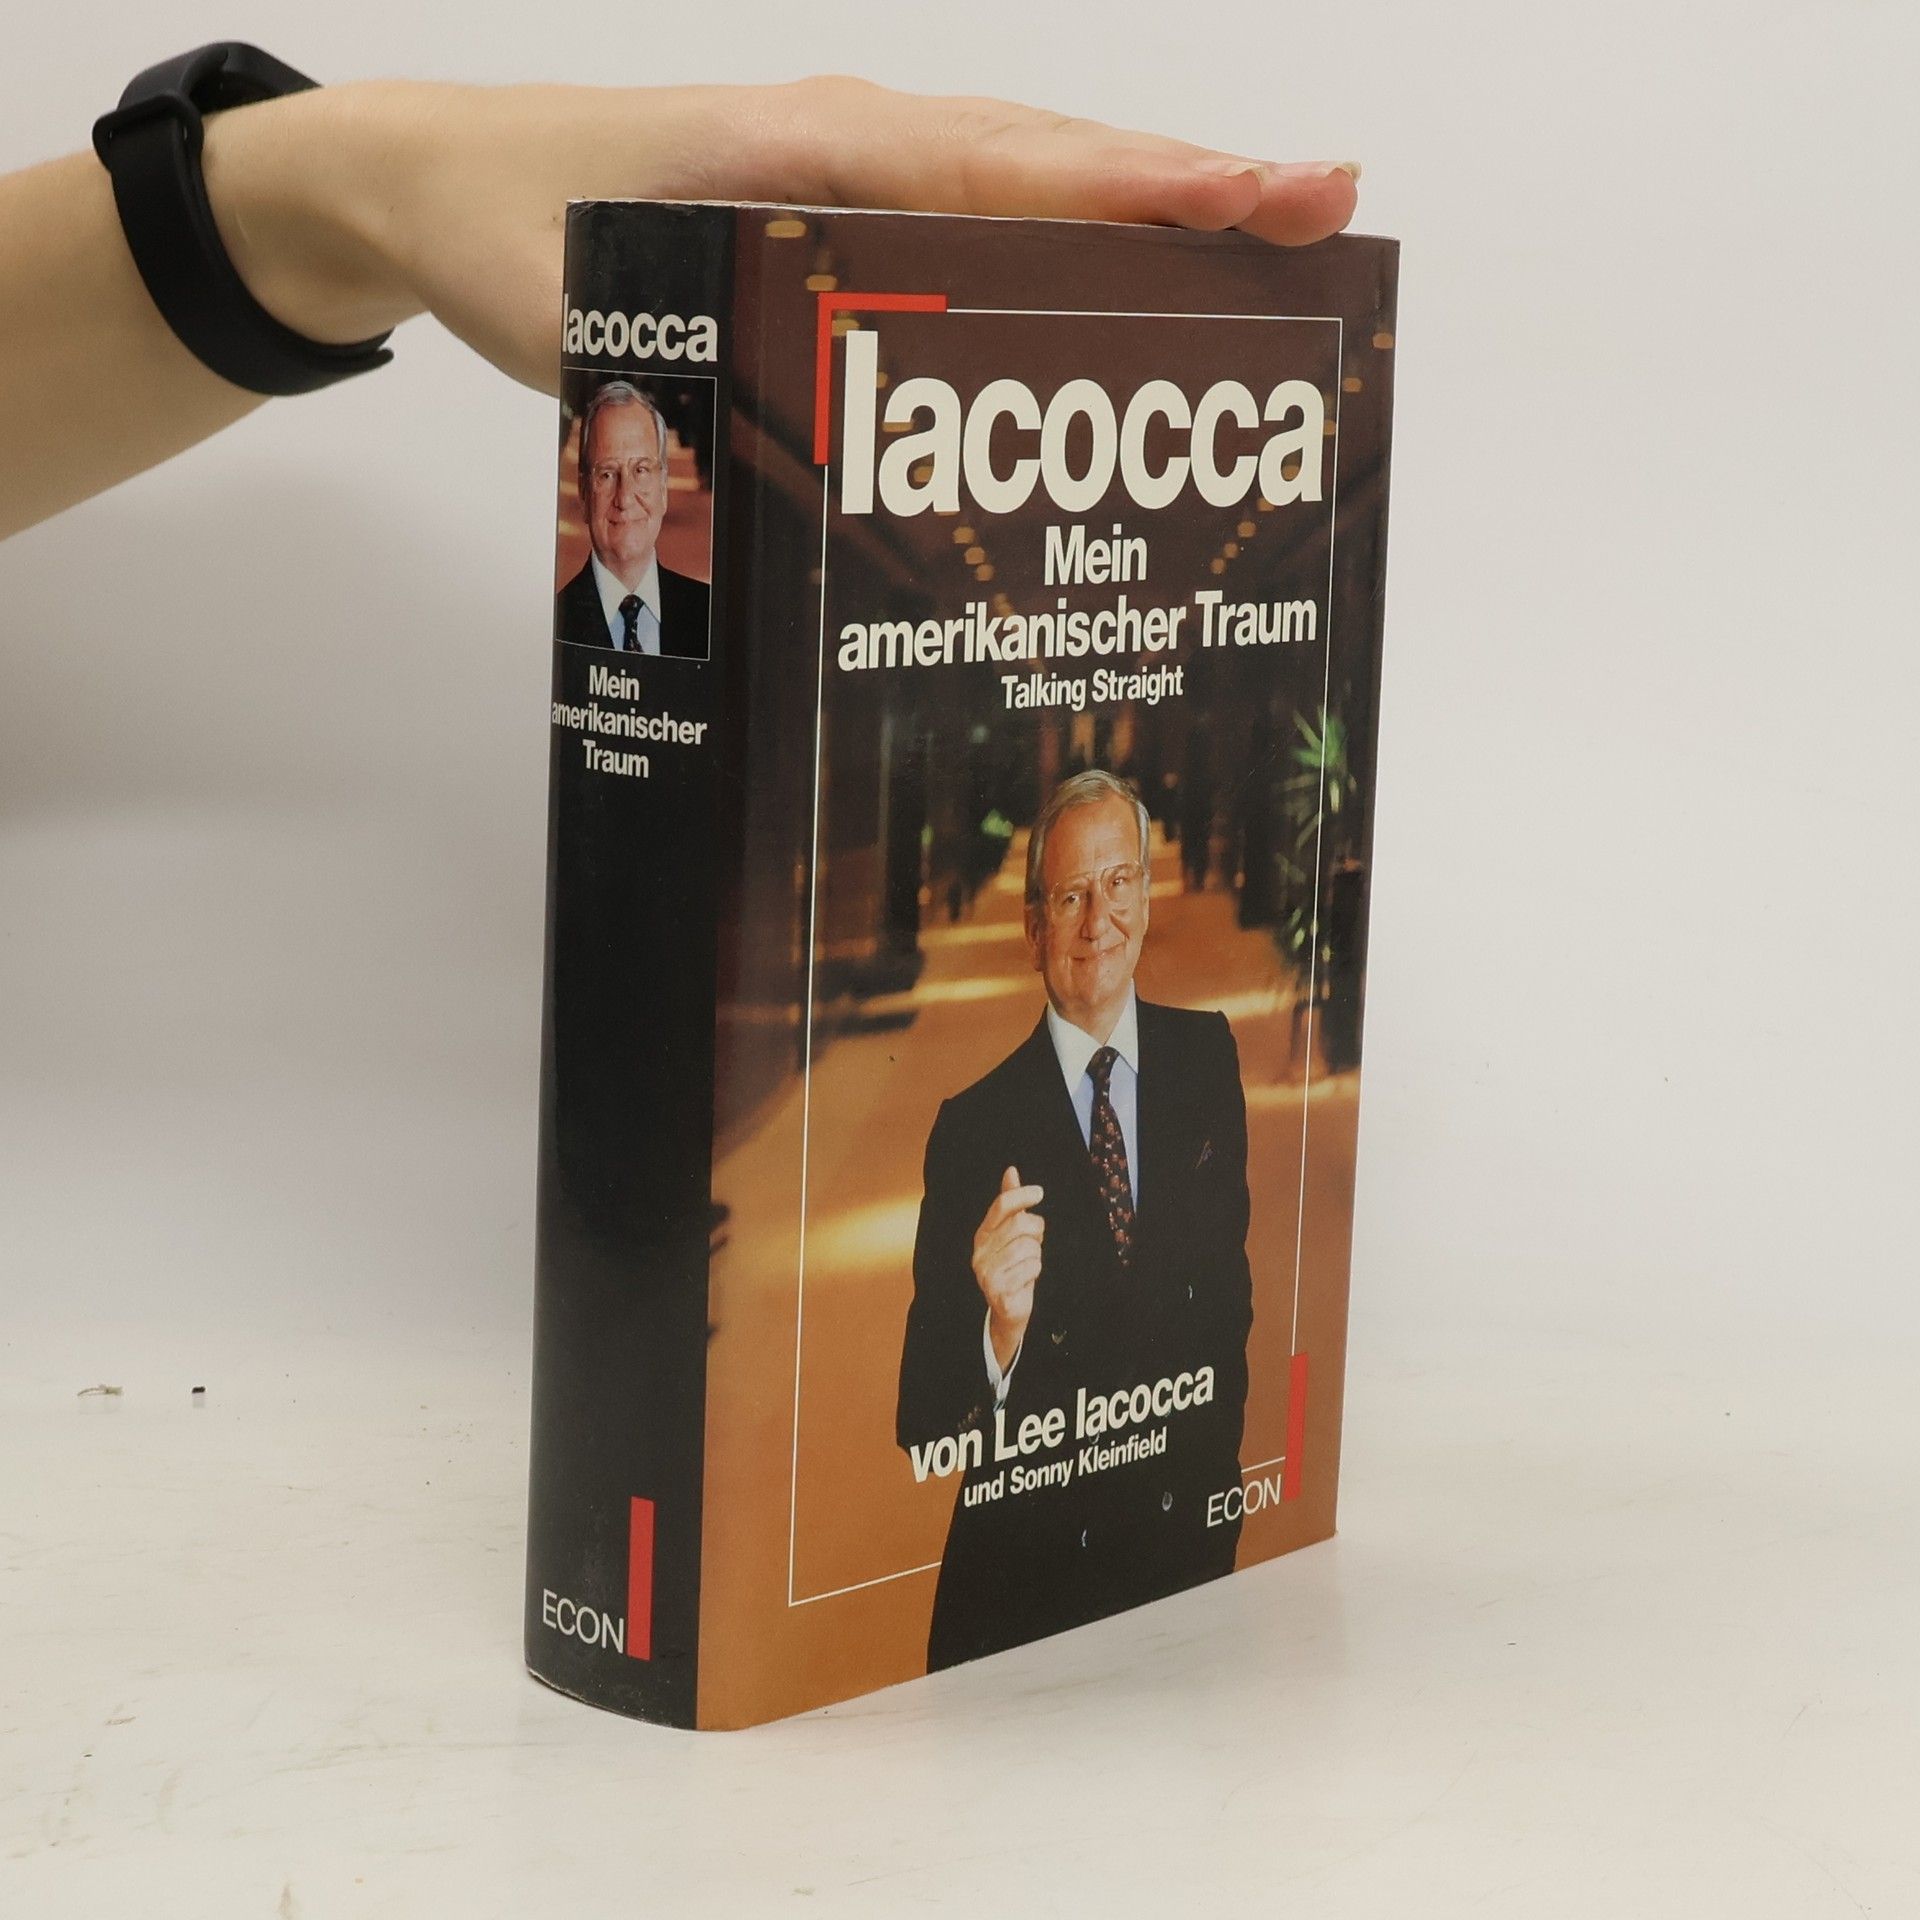 Iacocca
Mein
amerikanischer
Traum
ECON
Iacocca
Mein
amerikanischer Traum
Talking Straight
von Lee Iacocca
und Sonny Kleinfield
ECON